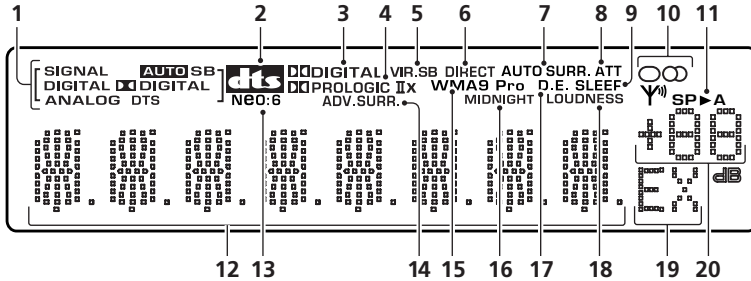 1 2 3 4 5 6 7 8 9 10 11
SIGNAL AUTO SB dts DIGITAL VIR.SB DIRECT AUTO SURR. ATT
DIGITAL DIGITAL PROLOGIC IIx WMA9 Pro D.E. SLEEP SP►A
ANALOG DTS Neo:6 ADV.SURR. MIDNIGHT LOUDNESS
dB
EX
12 13 14 15 16 17 18 19 20